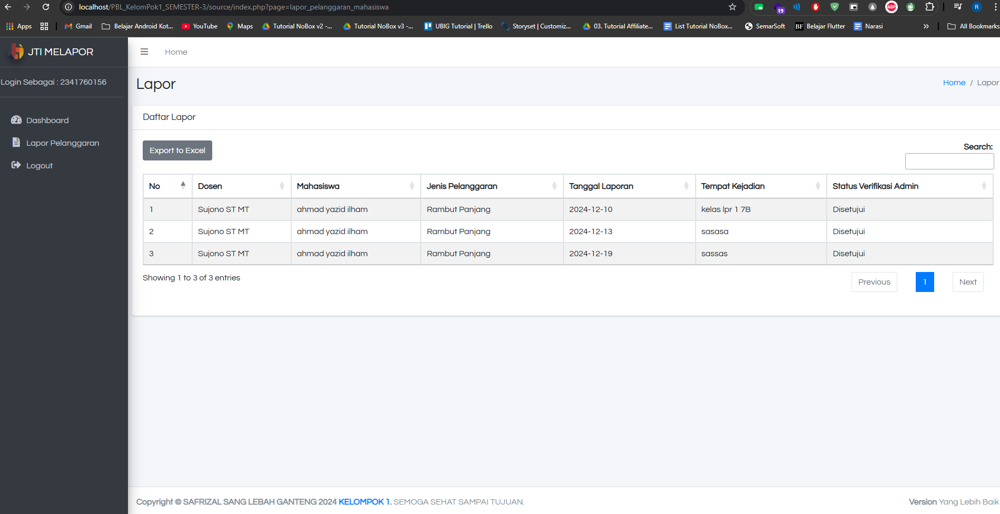 localhost/PBL_KelomPok1_SEMESTER-3/source/index.php?page=lapor_pelanggaran_mahasiswa
19
ABP
R
Apps
Gmail
Belajar Android Kot...
YouTube
Maps
Tutorial NoBox v2 -...
Tutorial NoBox v3 -...
UBIG Tutorial | Trello
Storyset | Customiz...
03. Tutorial Affiliate...
List Tutorial NoBox...
SemarSoft
BF Belajar Flutter
Narasi
All Bookmarks
JTI MELAPOR
Home
Login Sebagai : 2341760156
Dashboard
Lapor Pelanggaran
Logout
Lapor
Home / Lapor
Daftar Lapor
Export to Excel
Search:
No Dosen Mahasiswa Jenis Pelanggaran Tanggal Laporan Tempat Kejadian Status Verifikasi Admin
1 Sujono ST MT ahmad yazid ilham Rambut Panjang 2024-12-10 kelas lpr 1 7B Disetujui
2 Sujono ST MT ahmad yazid ilham Rambut Panjang 2024-12-13 sasasa Disetujui
3 Sujono ST MT ahmad yazid ilham Rambut Panjang 2024-12-19 sassas Disetujui
Showing 1 to 3 of 3 entries
Previous 1 Next
Copyright © SAFRIZAL SANG LEBAH GANTENG 2024 KELOMPOK 1. SEMOGA SEHAT SAMPAI TUJUAN.
Version Yang Lebih Baik